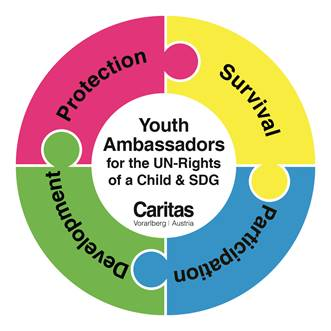 Protection
Survival
Youth
Ambassadors
for the UN-Rights
of a Child & SDG
Caritas
Vorarlberg | Austria
Development
Participation